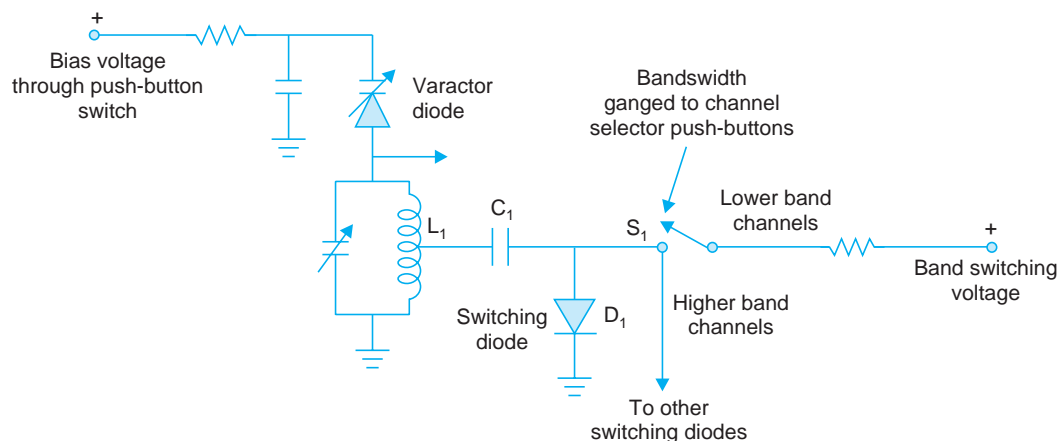 +
Bias voltage
through push-button
switch
Varactor
diode
Bandswidth
ganged to channel
selector push-buttons
Lower band
channels
L1
C1
S1
+
Band switching
voltage
Switching
diode
D1
Higher band
channels
To other
switching diodes